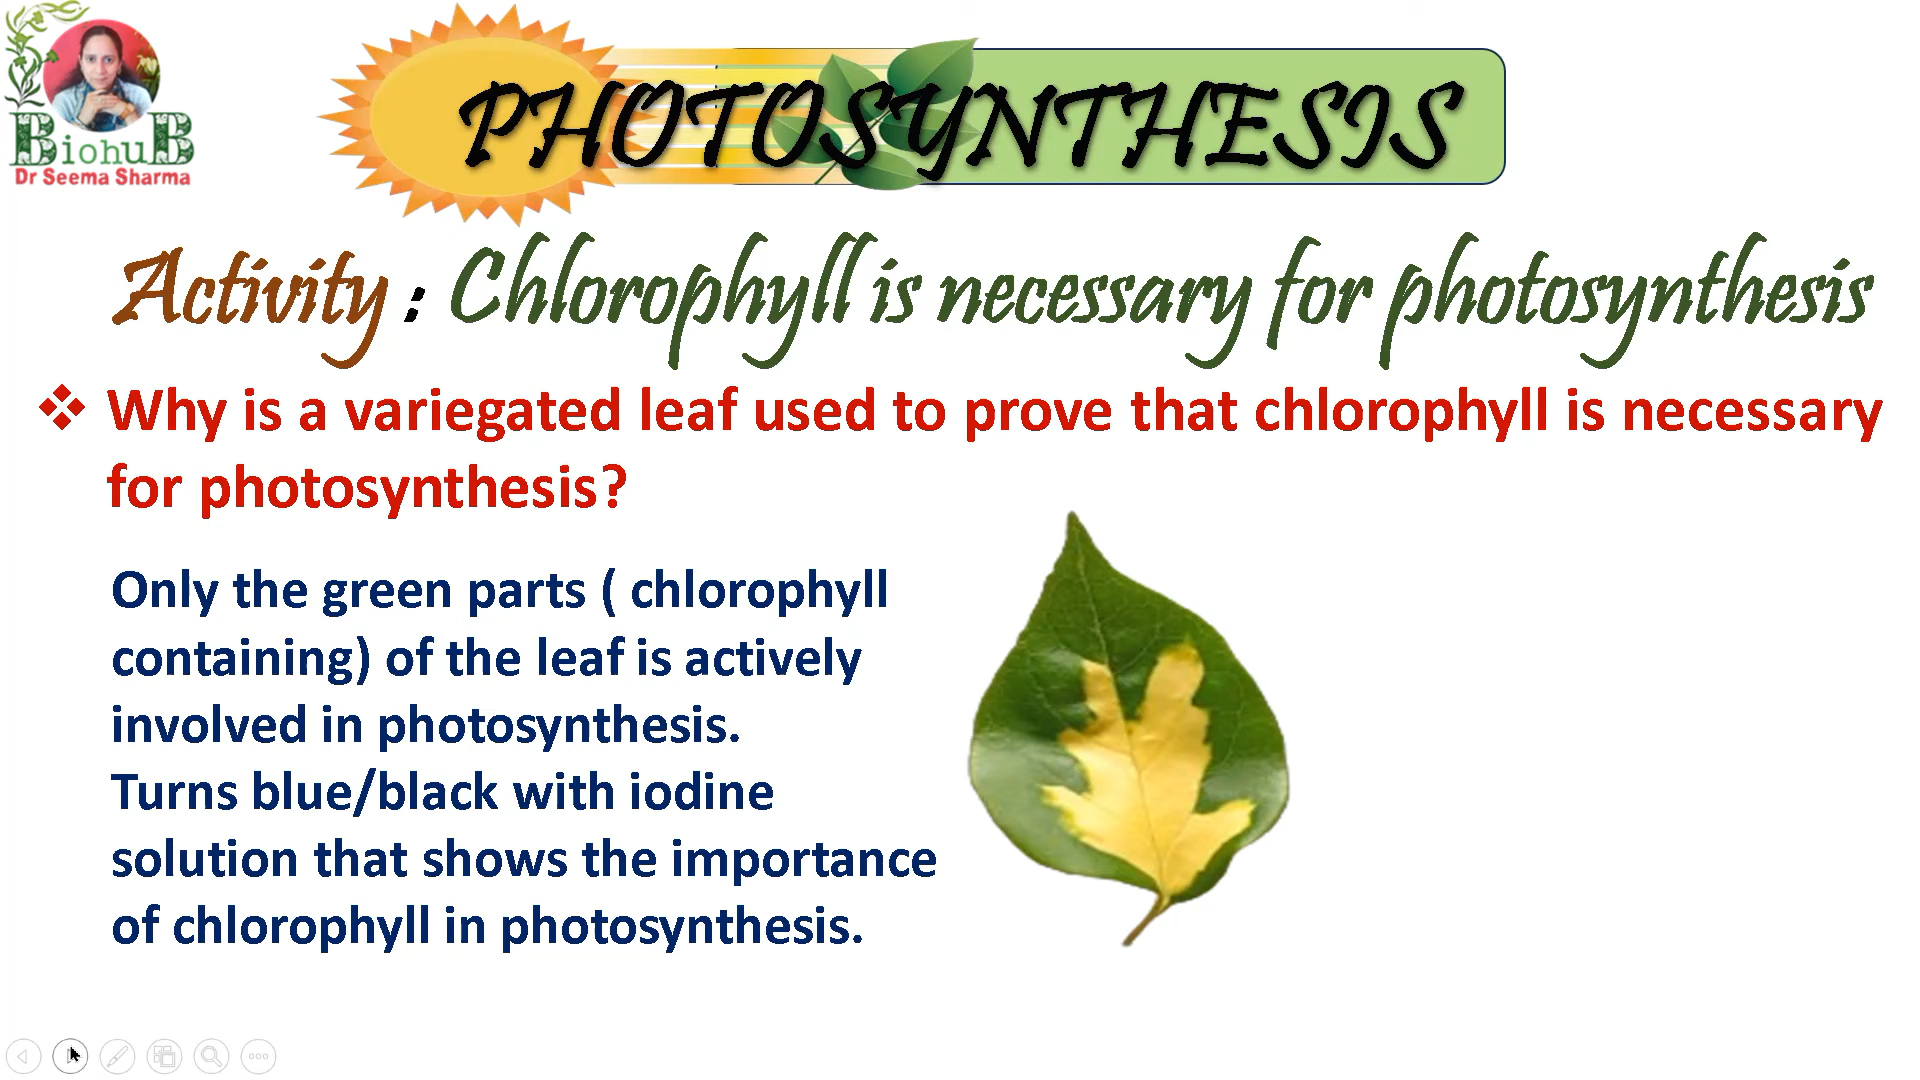 BiohuB
Dr Seema Sharma
PHOTOSYNTHESIS
Activity : Chlorophyll is necessary for photosynthesis
Why is a variegated leaf used to prove that chlorophyll is necessary
for photosynthesis?
Only the green parts ( chlorophyll
containing) of the leaf is actively
involved in photosynthesis.
Turns blue/black with iodine
solution that shows the importance
of chlorophyll in photosynthesis.